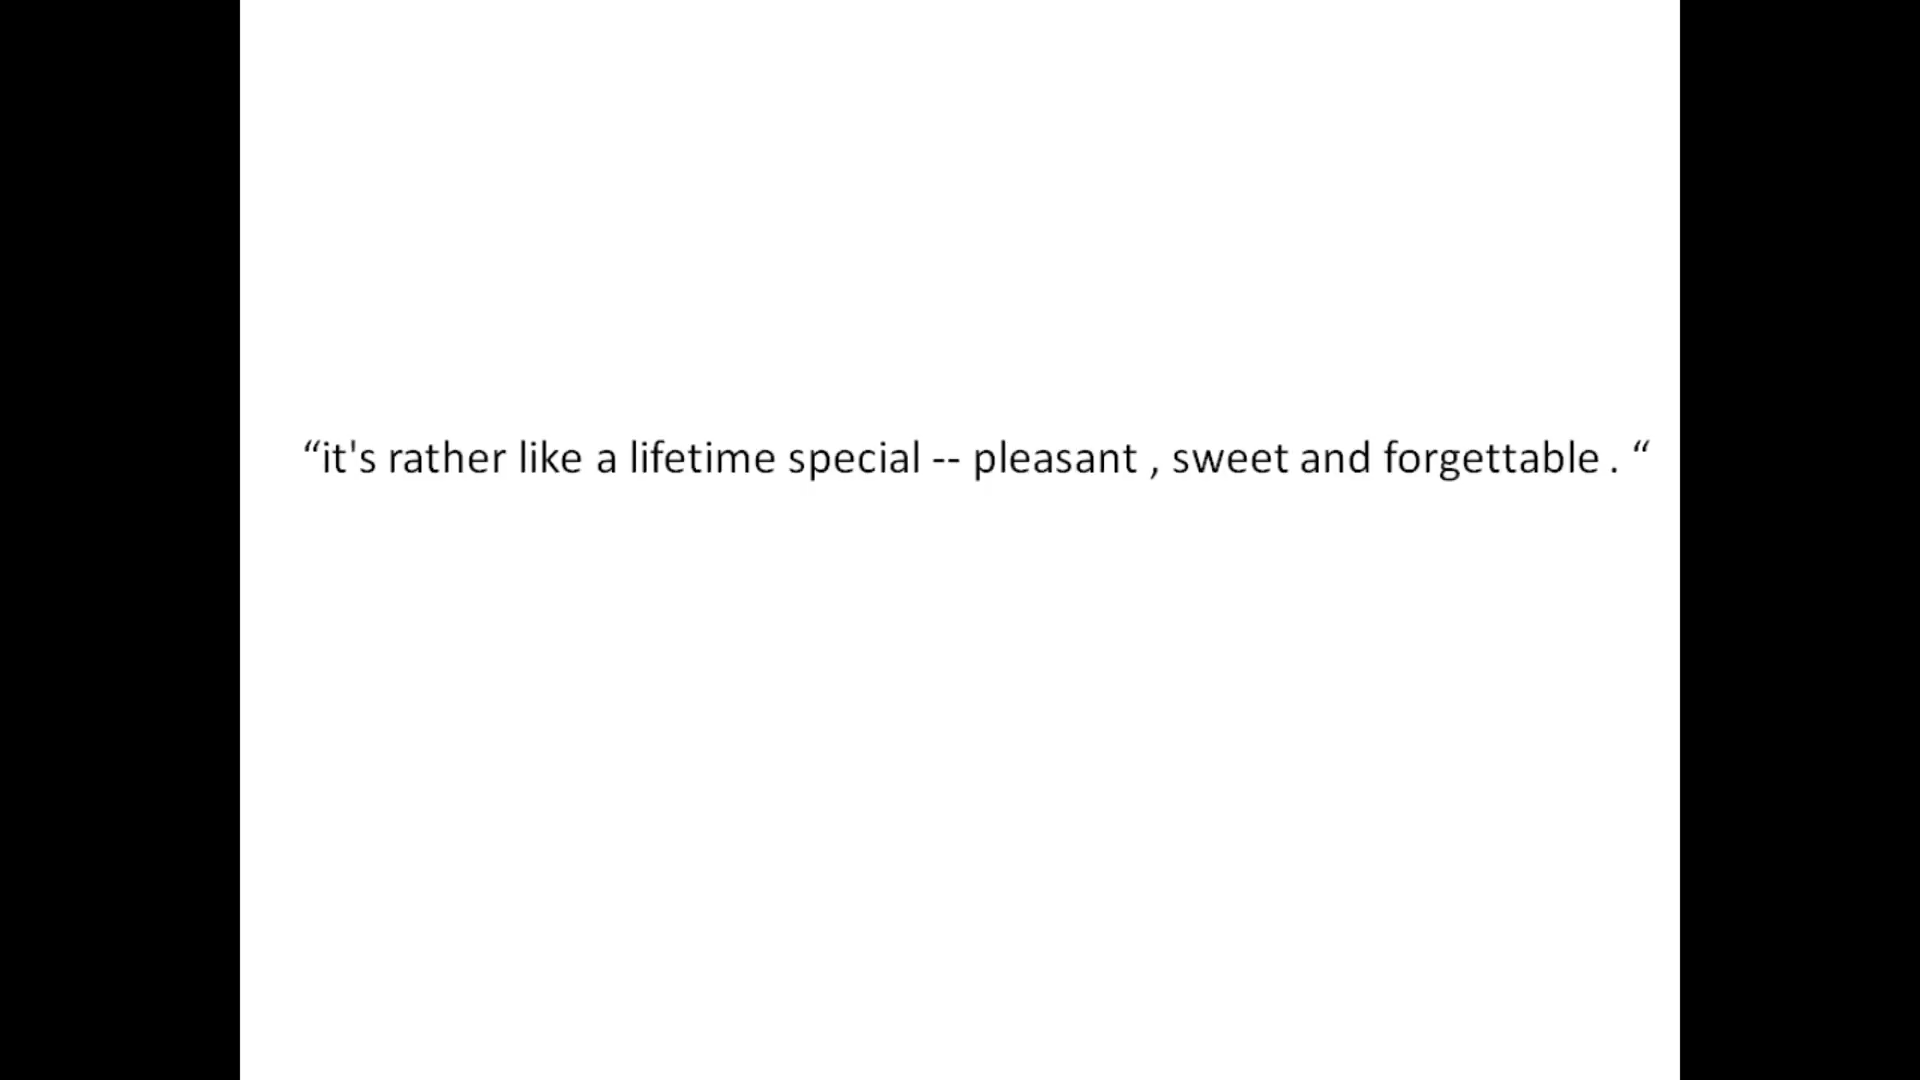 “it's rather like a lifetime special -- pleasant , sweet and forgettable . “